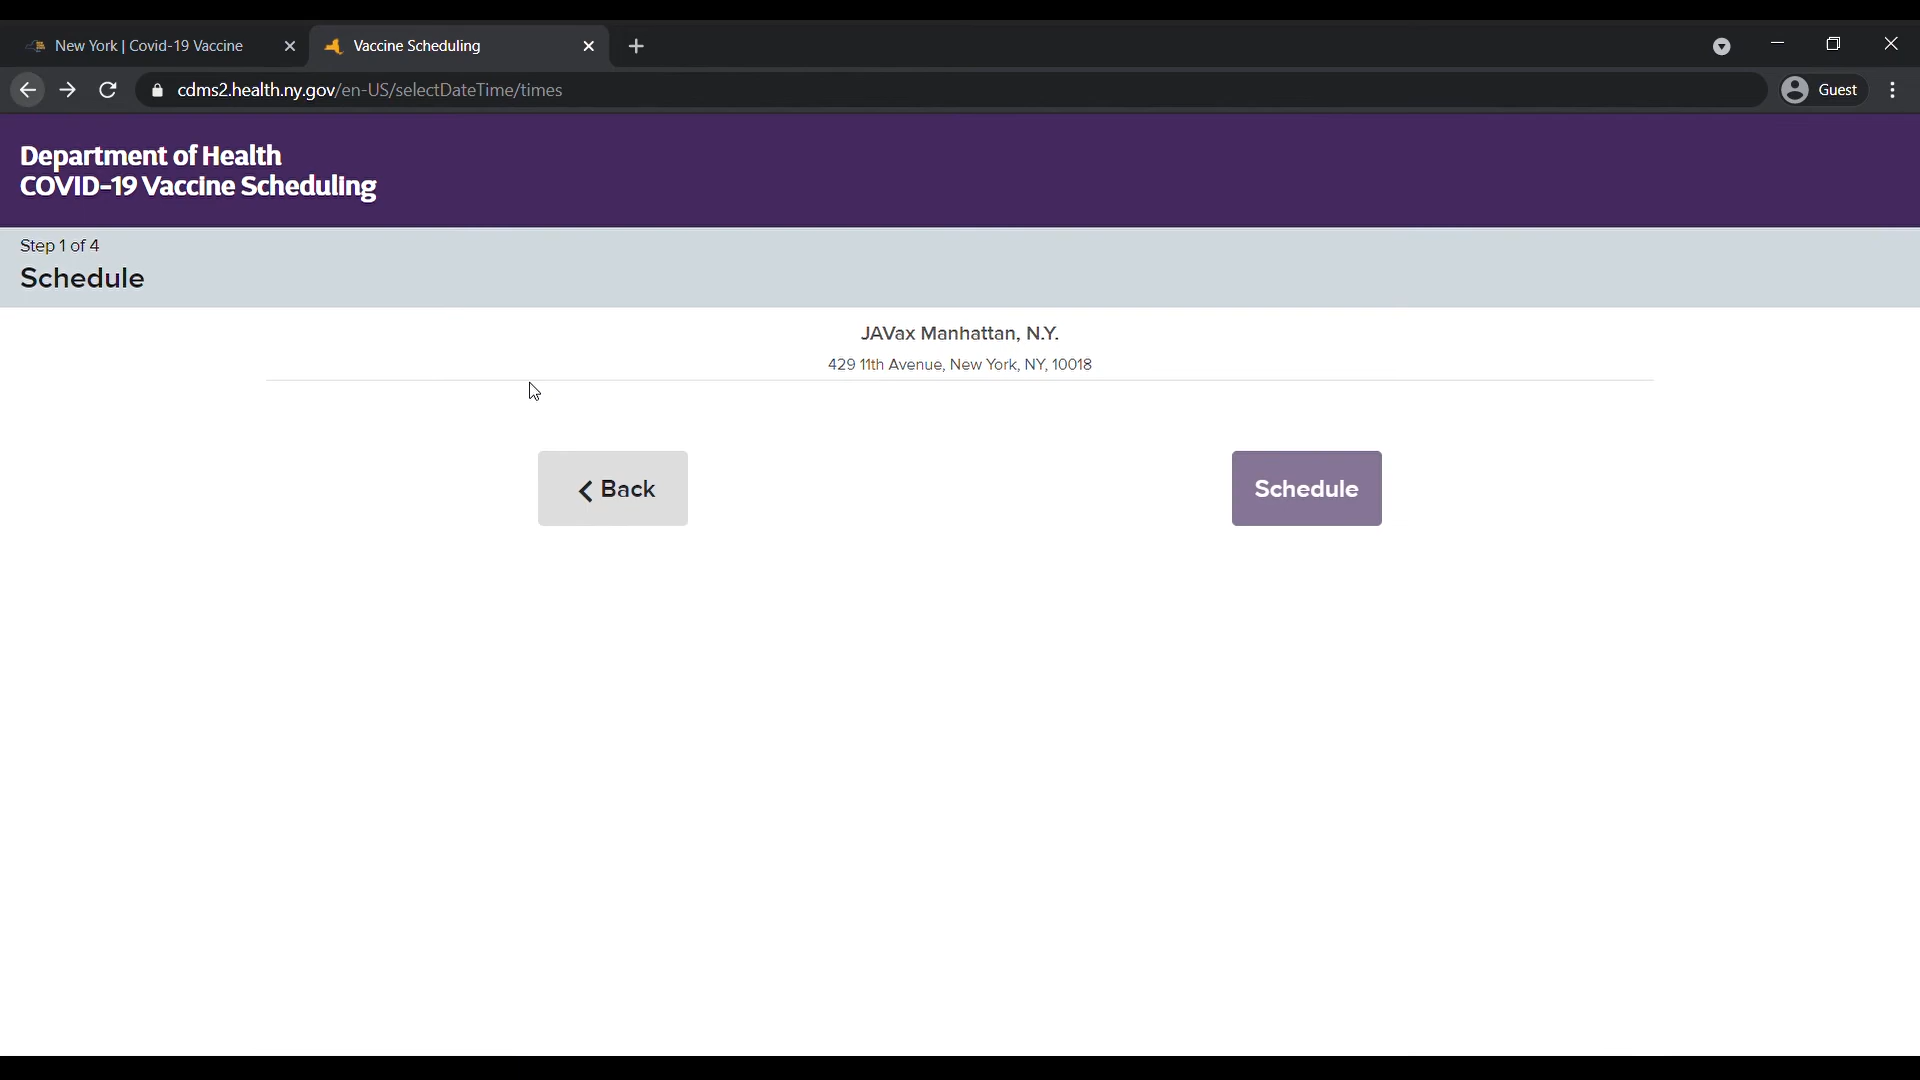 New York | Covid-19 Vaccine
Vaccine Scheduling
cdms2.health.ny.gov/en-US/selectDateTime/times
Guest
Department of Health
COVID-19 Vaccine Scheduling
Step 1 of 4
Schedule
JAVax Manhattan, N.Y.
429 11th Avenue, New York, NY, 10018
Back
Schedule